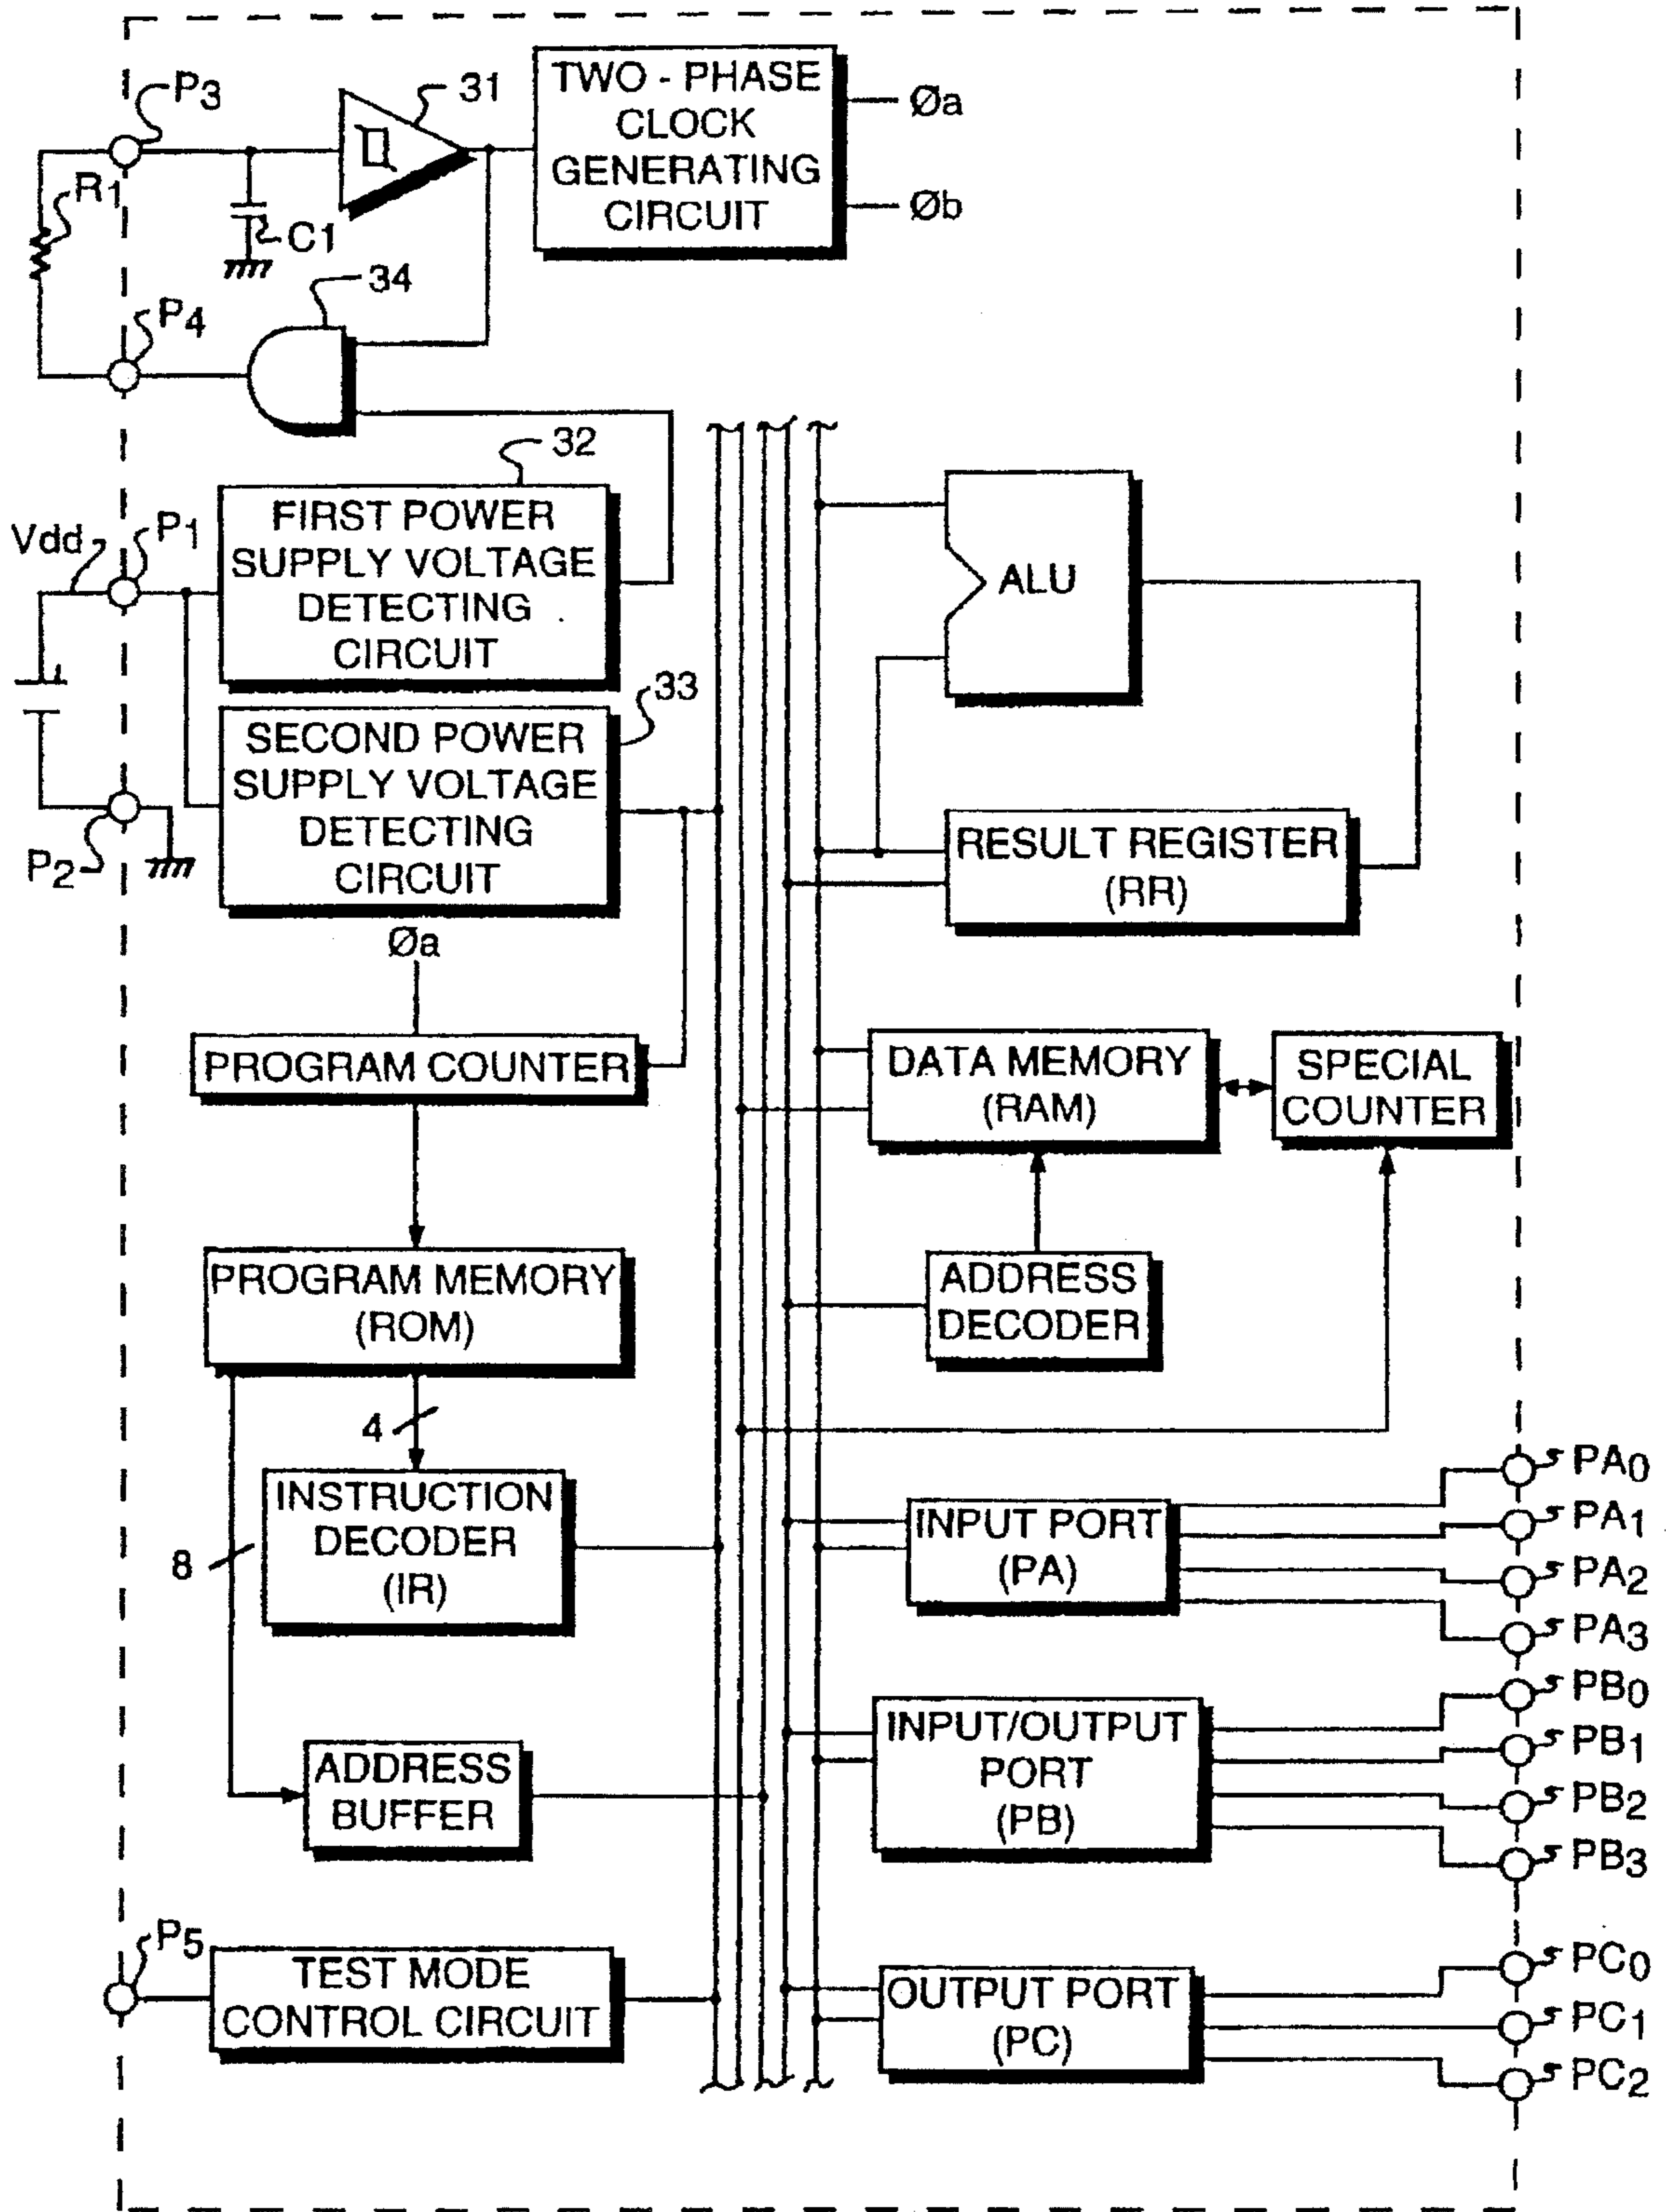 P3
31
TWO - PHASE
CLOCK
GENERATING
CIRCUIT
Øa
Øb
R1
C1
34
P4
32
FIRST POWER
SUPPLY VOLTAGE
DETECTING
CIRCUIT
Vdd
P1
ALU
33
SECOND POWER
SUPPLY VOLTAGE
DETECTING
CIRCUIT
P2
RESULT REGISTER
(RR)
Øa
PROGRAM COUNTER
DATA MEMORY
(RAM)
SPECIAL
COUNTER
PROGRAM MEMORY
(ROM)
ADDRESS
DECODER
4
8
INSTRUCTION
DECODER
(IR)
INPUT PORT
(PA)
PA0
PA1
PA2
PA3
ADDRESS
BUFFER
INPUT/OUTPUT
PORT
(PB)
PB0
PB1
PB2
PB3
P5
TEST MODE
CONTROL CIRCUIT
OUTPUT PORT
(PC)
PC0
PC1
PC2